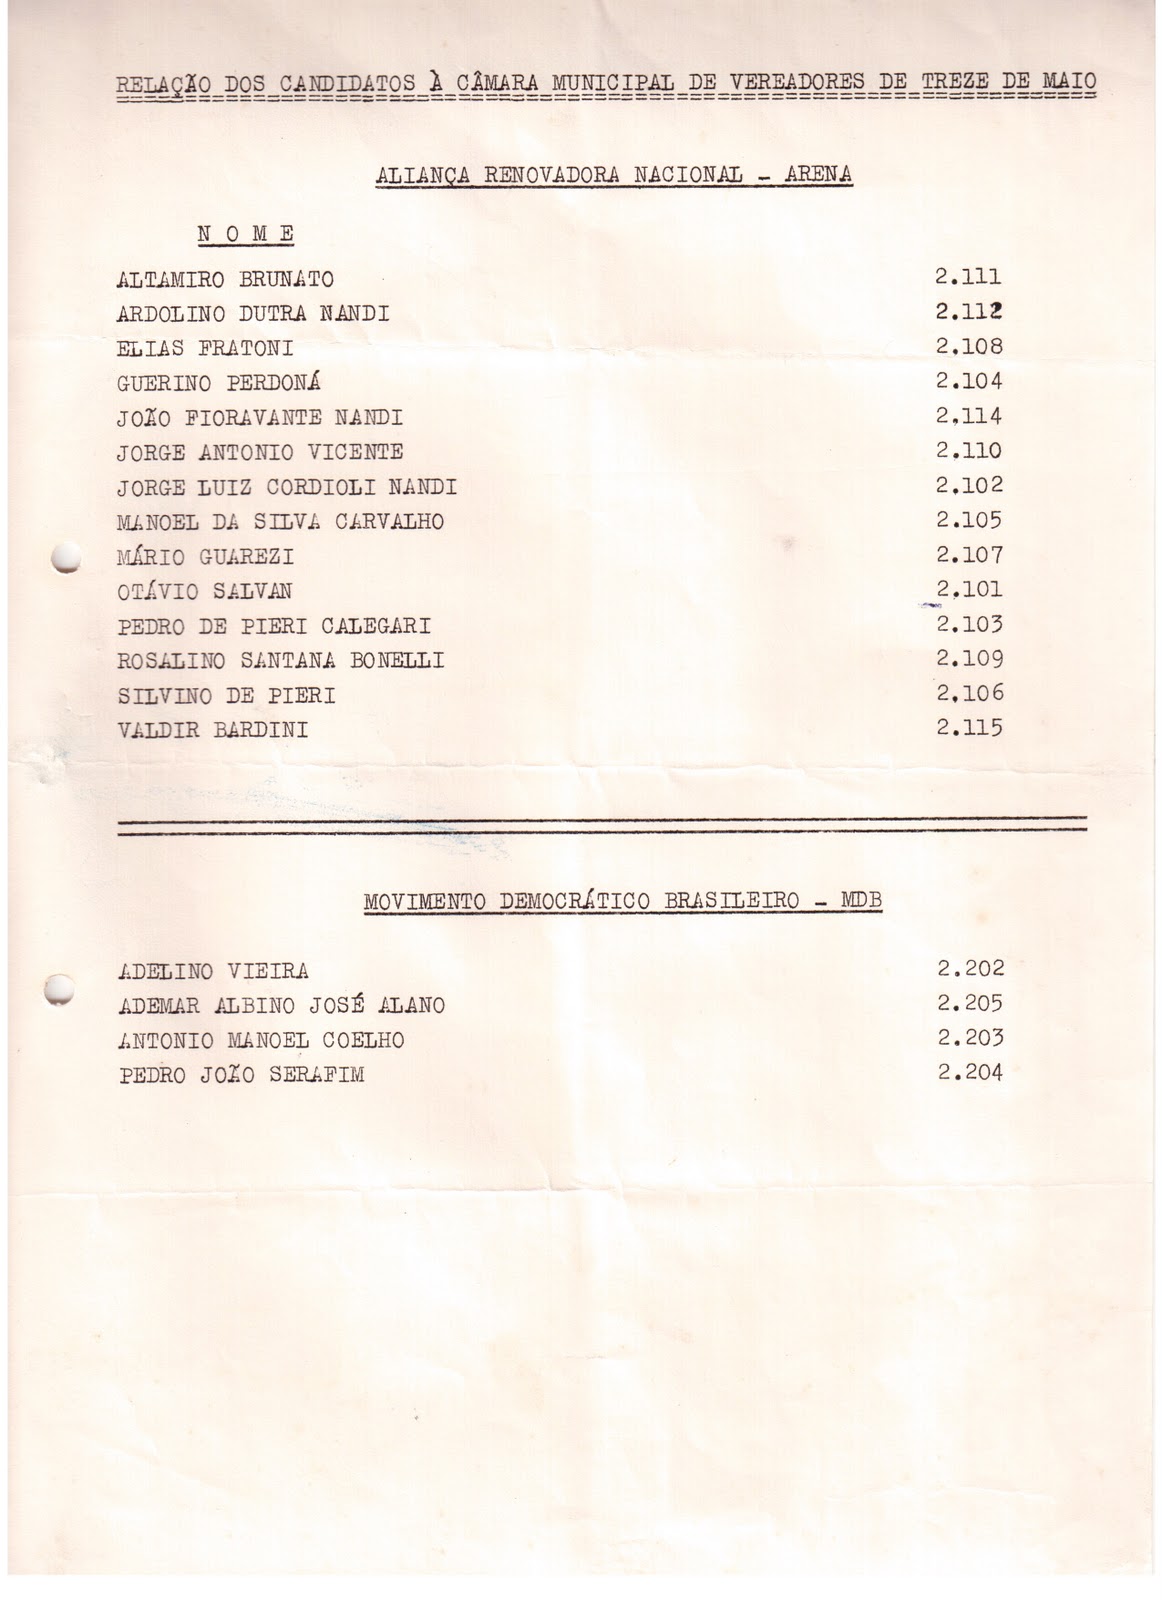 RELAÇÃO DOS CANDIDATOS À CÂMARA MUNICIPAL DE VEREADORES DE TREZE DE MAIO
ALIANÇA RENOVADORA NACIONAL - ARENA
N O M E
ALTAMIRO BRUNATO 2.111
ARDOLINO DUTRA NANDI 2.112
ELIAS FRATONI 2.108
GUERINO PERDONÁ 2.104
JOÃO FIORAVANTE NANDI 2.114
JORGE ANTONIO VICENTE 2.110
JORGE LUIZ CORDIOLI NANDI 2.102
MANOEL DA SILVA CARVALHO 2.105
MÁRIO GUAREZI 2.107
OTÁVIO SALVAN 2.101
PEDRO DE PIERI CALEGARI 2.103
ROSALINO SANTANA BONELLI 2.109
SILVINO DE PIERI 2.106
VALDIR BARDINI 2.115
MOVIMENTO DEMOCRÁTICO BRASILEIRO - MDB
ADELINO VIEIRA 2.202
ADEMAR ALBINO JOSÉ ALANO 2.205
ANTONIO MANOEL COELHO 2.203
PEDRO JOÃO SERAFIM 2.204